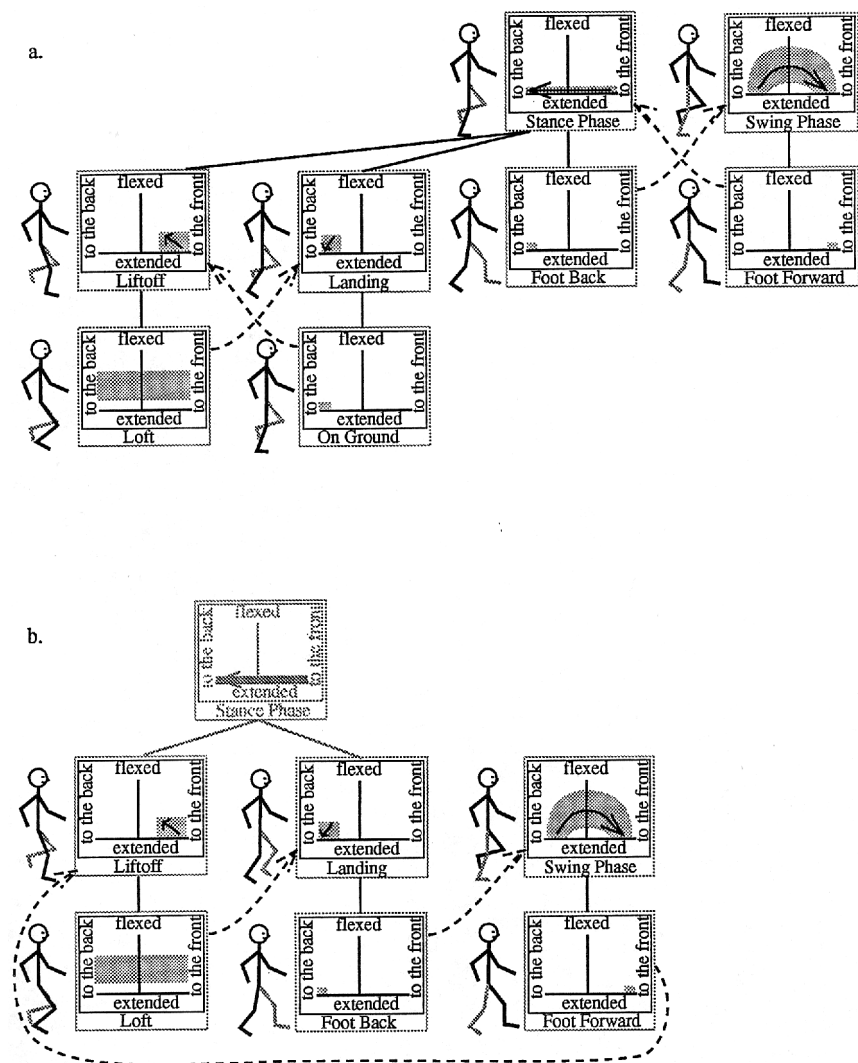 a.
flexed
to the back
to the front
extended
Stance Phase
flexed
to the back
to the front
extended
Swing Phase
flexed
to the back
to the front
extended
Liftoff
flexed
to the back
to the front
extended
Landing
flexed
to the back
to the front
extended
Foot Back
flexed
to the back
to the front
extended
Foot Forward
flexed
to the back
to the front
extended
Loft
flexed
to the back
to the front
extended
On Ground
b.
flexed
to the back
to the front
extended
Stance Phase
flexed
to the back
to the front
extended
Liftoff
flexed
to the back
to the front
extended
Landing
flexed
to the back
to the front
extended
Swing Phase
flexed
to the back
to the front
extended
Loft
flexed
to the back
to the front
extended
Foot Back
flexed
to the back
to the front
extended
Foot Forward